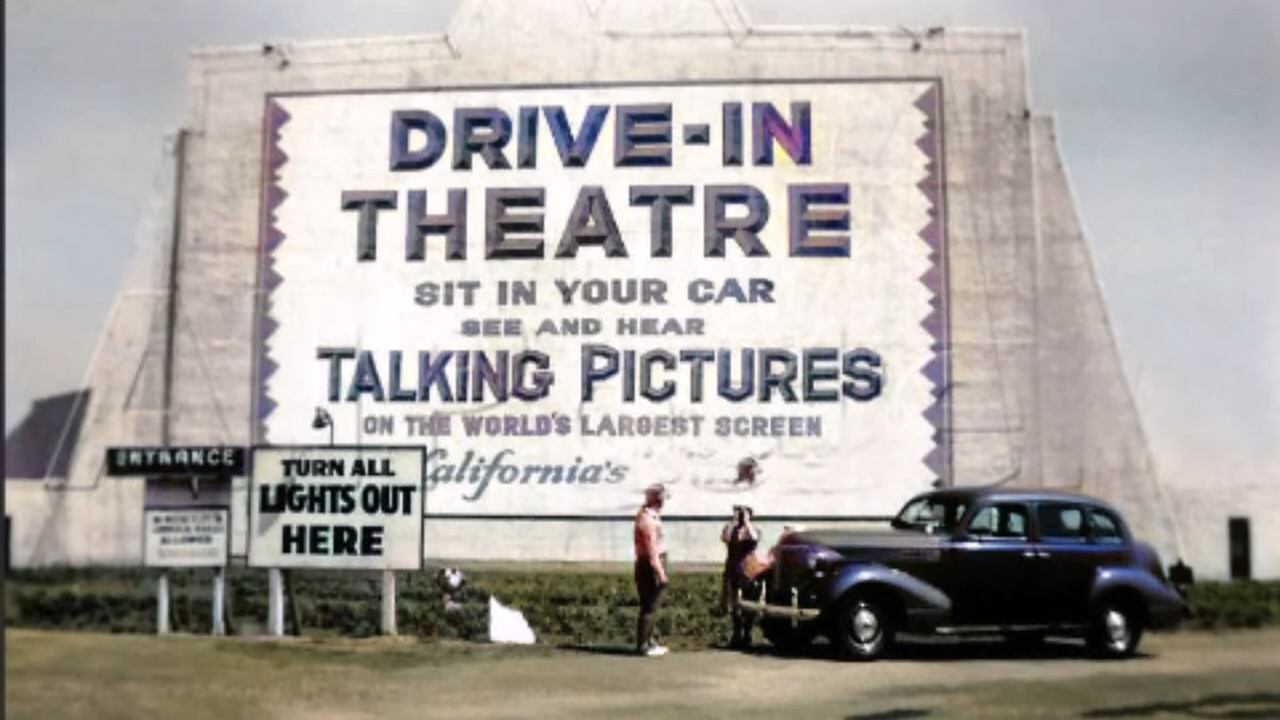 DRIVE-IN
THEATRE
SIT IN YOUR CAR
SEE AND HEAR
TALKING PICTURES
ON THE WORLD'S LARGEST SCREEN
California's
ENTRANCE
TURN ALL
LIGHTS OUT
HERE
ALLOWED